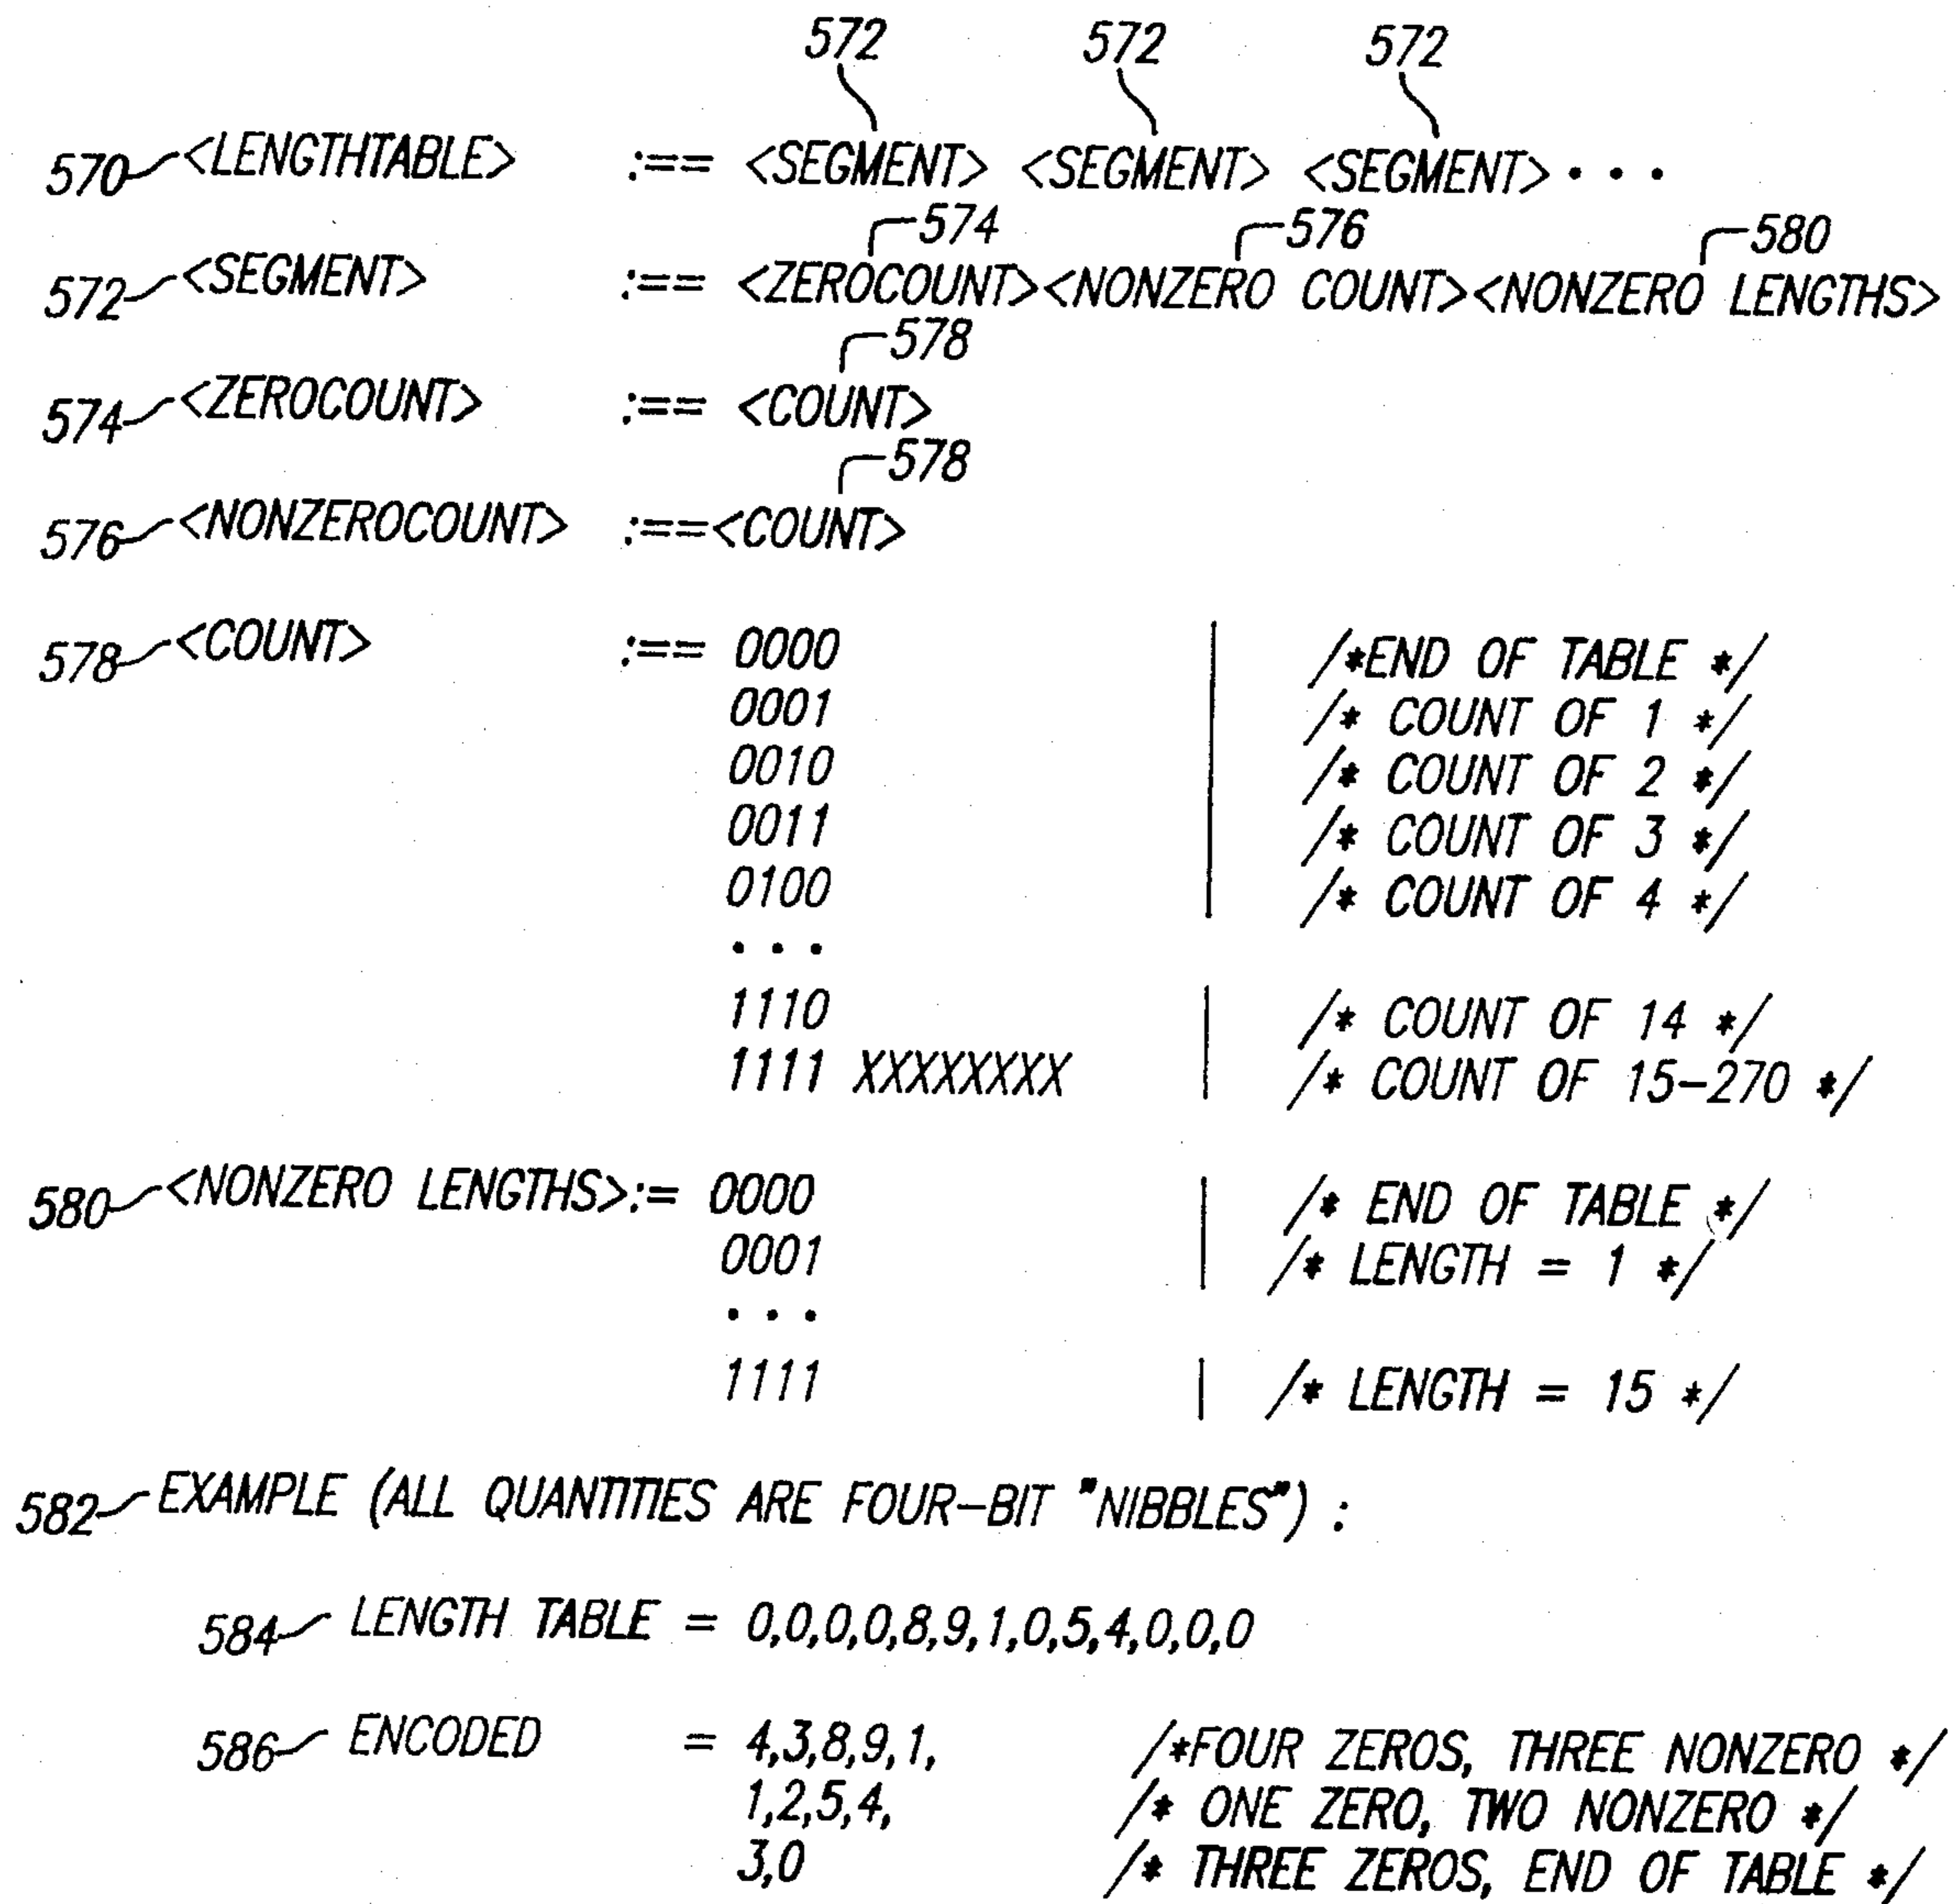 572 572 572
570 <LENGTHTABLE> :== <SEGMENT> <SEGMENT> <SEGMENT> . . .
574 576 580
572 <SEGMENT> :== <ZEROCOUNT><NONZERO COUNT><NONZERO LENGTHS>
578
574 <ZEROCOUNT> :== <COUNT>
578
576 <NONZEROCOUNT> :==<COUNT>
578 <COUNT> :== 0000 | /*END OF TABLE */
0001 | /* COUNT OF 1 */
0010 | /* COUNT OF 2 */
0011 | /* COUNT OF 3 */
0100 | /* COUNT OF 4 */
. . .
1110 | /* COUNT OF 14 */
1111 XXXXXXXX | /* COUNT OF 15-270 */
580 <NONZERO LENGTHS>:= 0000 | /* END OF TABLE */
0001 | /* LENGTH = 1 */
. . .
1111 | /* LENGTH = 15 */
582 EXAMPLE (ALL QUANTITIES ARE FOUR-BIT "NIBBLES") :
584 LENGTH TABLE = 0,0,0,0,8,9,1,0,5,4,0,0,0
586 ENCODED = 4,3,8,9,1, /*FOUR ZEROS, THREE NONZERO */
1,2,5,4, /* ONE ZERO, TWO NONZERO */
3,0 /* THREE ZEROS, END OF TABLE */